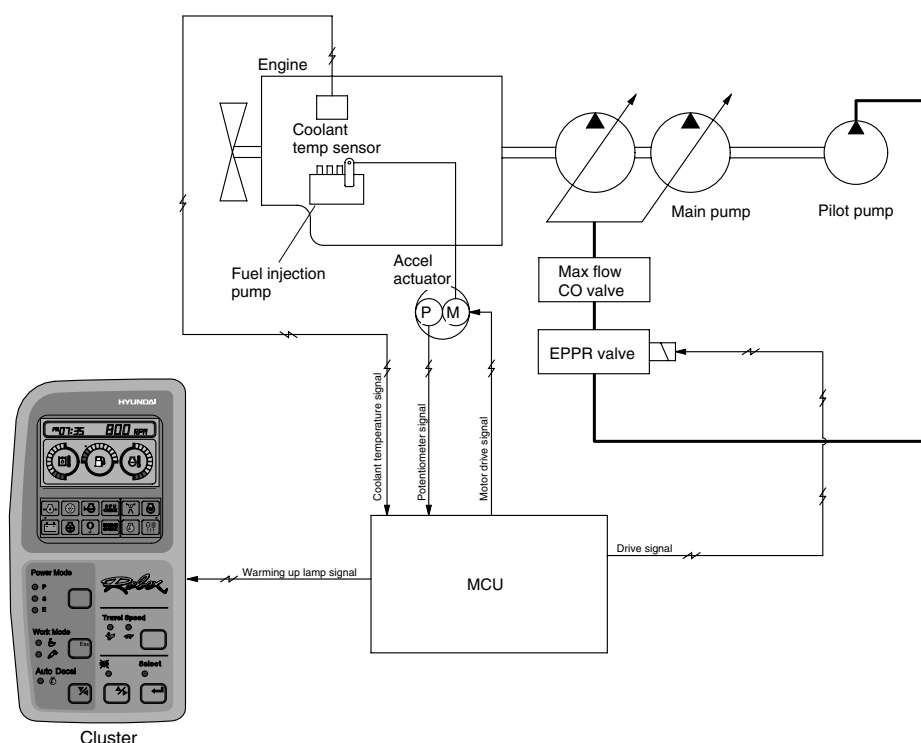 Engine
Coolant
temp sensor
Fuel injection
pump
Accel
actuator
P
M
Main pump
Pilot pump
Max flow
CO valve
EPPR valve
Coolant temperature signal
Potentiometer signal
Motor drive signal
MCU
Drive signal
Warming up lamp signal
HYUNDAI
07:35 800 RPM
Power Mode
P
S
E
Robex
Travel Speed
Work Mode
Esc
Auto Decel
Select
Cluster